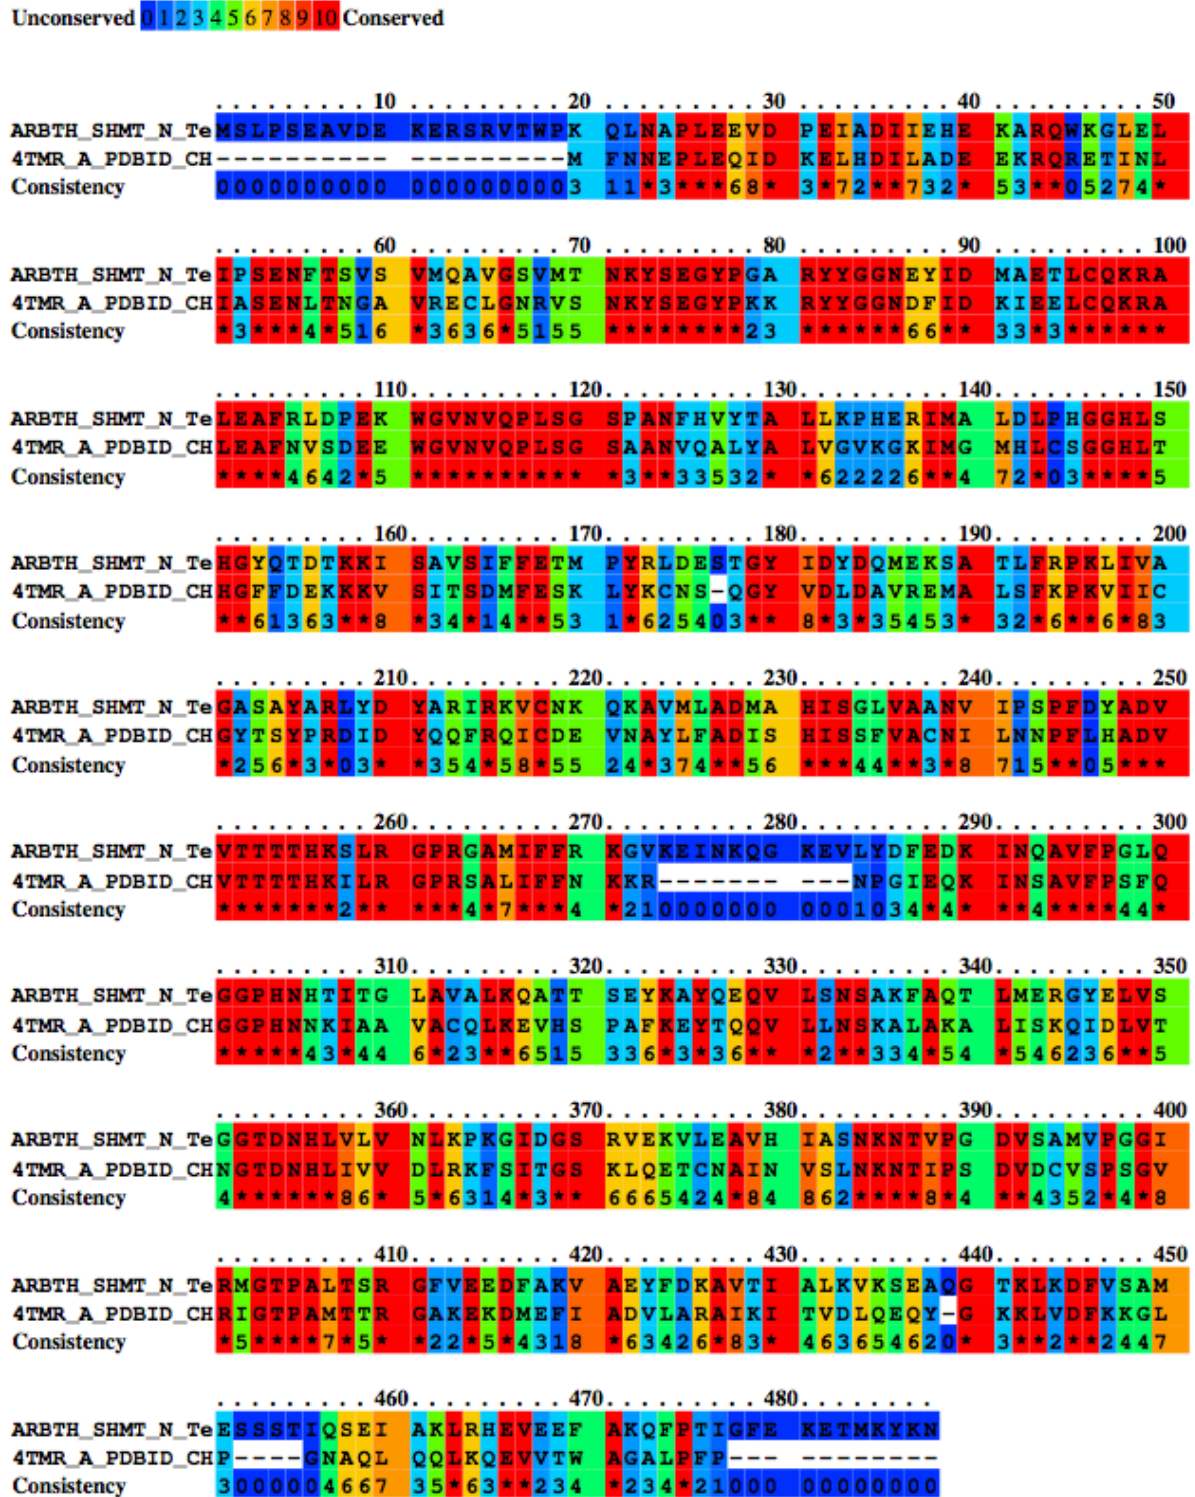 Unconserved 0 1 2 3 4 5 6 7 8 9 10 Conserved
. . . . . . . . . 10 . . . . . . . . . 20 . . . . . . . . . 30 . . . . . . . . . 40 . . . . . . . . . 50
ARBTH_SHMT_N_Te MSLPSEAVDE KERSRVTWPK QLNAPLEEVD PEIADIIEHE KARQWKGLEL
4TMR_A_PDBID_CH ---------- ---------M FNNEPLEQID KELHDILADE EKRQRETINL
Consistency 0000000000 0000000003 11*3***68* 3*72**732* 53**05274*
. . . . . . . . . 60 . . . . . . . . . 70 . . . . . . . . . 80 . . . . . . . . . 90 . . . . . . . . . 100
ARBTH_SHMT_N_Te IPSENFTSVS VMQAVGSVMT NKYSEGYPGA RYYGGNEYID MAETLCQKRA
4TMR_A_PDBID_CH IASENLTNGA VRECLGNRVS NKYSEGYPKK RYYGGNDFID KIEELCQKRA
Consistency *3***4*516 *3636*5155 ********23 ******66** 33*3******
. . . . . . . . . 110 . . . . . . . . . 120 . . . . . . . . . 130 . . . . . . . . . 140 . . . . . . . . . 150
ARBTH_SHMT_N_Te LEAFRLDPEK WGVNVQPLSG SPANFHVYTA LLKPHERIMA LDLPHGGHLS
4TMR_A_PDBID_CH LEAFNVSDEE WGVNVQPLSG SAANVQALYA LVGVKGKIMG MHLCSGGHLT
Consistency ****4642*5 ********** *3**33532* *622226**4 72*03****5
. . . . . . . . . 160 . . . . . . . . . 170 . . . . . . . . . 180 . . . . . . . . . 190 . . . . . . . . . 200
ARBTH_SHMT_N_Te HGYQTDTKKI SAVSIFFETM PYRLDESTGY IDYDQMEKSA TLFRPKLIVA
4TMR_A_PDBID_CH HGFFDEKKKV SITSDMFESK LYKCNS-QGY VDLDAVREMA LSFKPKVIIC
Consistency **61363**8 *34*14**53 1*625403** 8*3*35453* 32*6**6*83
. . . . . . . . . 210 . . . . . . . . . 220 . . . . . . . . . 230 . . . . . . . . . 240 . . . . . . . . . 250
ARBTH_SHMT_N_Te GASAYARLYD YARIRKVCNK QKAVMLADMA HISGLVAANV IPSPFDYADV
4TMR_A_PDBID_CH GYTSYPRDID YQQFRQICDE VNAYLFADIS HISSFVACNI LNNPFLHADV
Consistency *256*3*03* *354*58*55 24*374**56 ***44**3*8 715**05***
. . . . . . . . . 260 . . . . . . . . . 270 . . . . . . . . . 280 . . . . . . . . . 290 . . . . . . . . . 300
ARBTH_SHMT_N_Te VTTTTHKSLR GPRGAMIFFR KGVKEINKQG KEVLYDFEDK INQAVFPGLQ
4TMR_A_PDBID_CH VTTTTHKILR GPRSALIFFN KKR------- ---NPGIEQK INSAVFPSFQ
Consistency *******2** ***4*7***4 *210000000 0001034*4* **4****44*
. . . . . . . . . 310 . . . . . . . . . 320 . . . . . . . . . 330 . . . . . . . . . 340 . . . . . . . . . 350
ARBTH_SHMT_N_Te GGPHNHTITG LAVALKQATT SEYKAYQEQV LSNSAKFAQT LMERGYELVS
4TMR_A_PDBID_CH GGPHNNKIAA VACQLKEVHS PAFKEYTQQV LLNSKALAKA LISKQIDLVT
Consistency *****43*44 6*23**6515 336*3*36** *2**334*54 *546236**5
. . . . . . . . . 360 . . . . . . . . . 370 . . . . . . . . . 380 . . . . . . . . . 390 . . . . . . . . . 400
ARBTH_SHMT_N_Te GGTDNHLVLV NLKPKGIDGS RVEKVLEAVH IASNKNTVPG DVSAMVPGGI
4TMR_A_PDBID_CH NGTDNHLIVV DLRKFSITGS KLQETCNAIN VSLNKNTIPS DVDCVSPSGV
Consistency 4******86* 5*6314*3** 6665424*84 862****8*4 **4352*4*8
. . . . . . . . . 410 . . . . . . . . . 420 . . . . . . . . . 430 . . . . . . . . . 440 . . . . . . . . . 450
ARBTH_SHMT_N_Te RMGTPALTSR GFVEEDFAKV AEYFDKAVTI ALKVKSEAQG TKLKDFVSAM
4TMR_A_PDBID_CH RIGTPAMTTR GAKEKDMEFI ADVLARAIKI TVDLQEQY-G KKLVDFKKGL
Consistency *5****7*5* *22*5*4318 *63426*83* 463654620* 3**2**2447
. . . . . . . . . 460 . . . . . . . . . 470 . . . . . . . . . 480 . . . . . . . .
ARBTH_SHMT_N_Te ESSSTIQSEI AKLRHEVEEF AKQFPTIGFE KETMKYKN
4TMR_A_PDBID_CH P----GNAQL QQLKQEVVTW AGALPFP--- --------
Consistency 3000004667 35*63**234 *234*21000 00000000